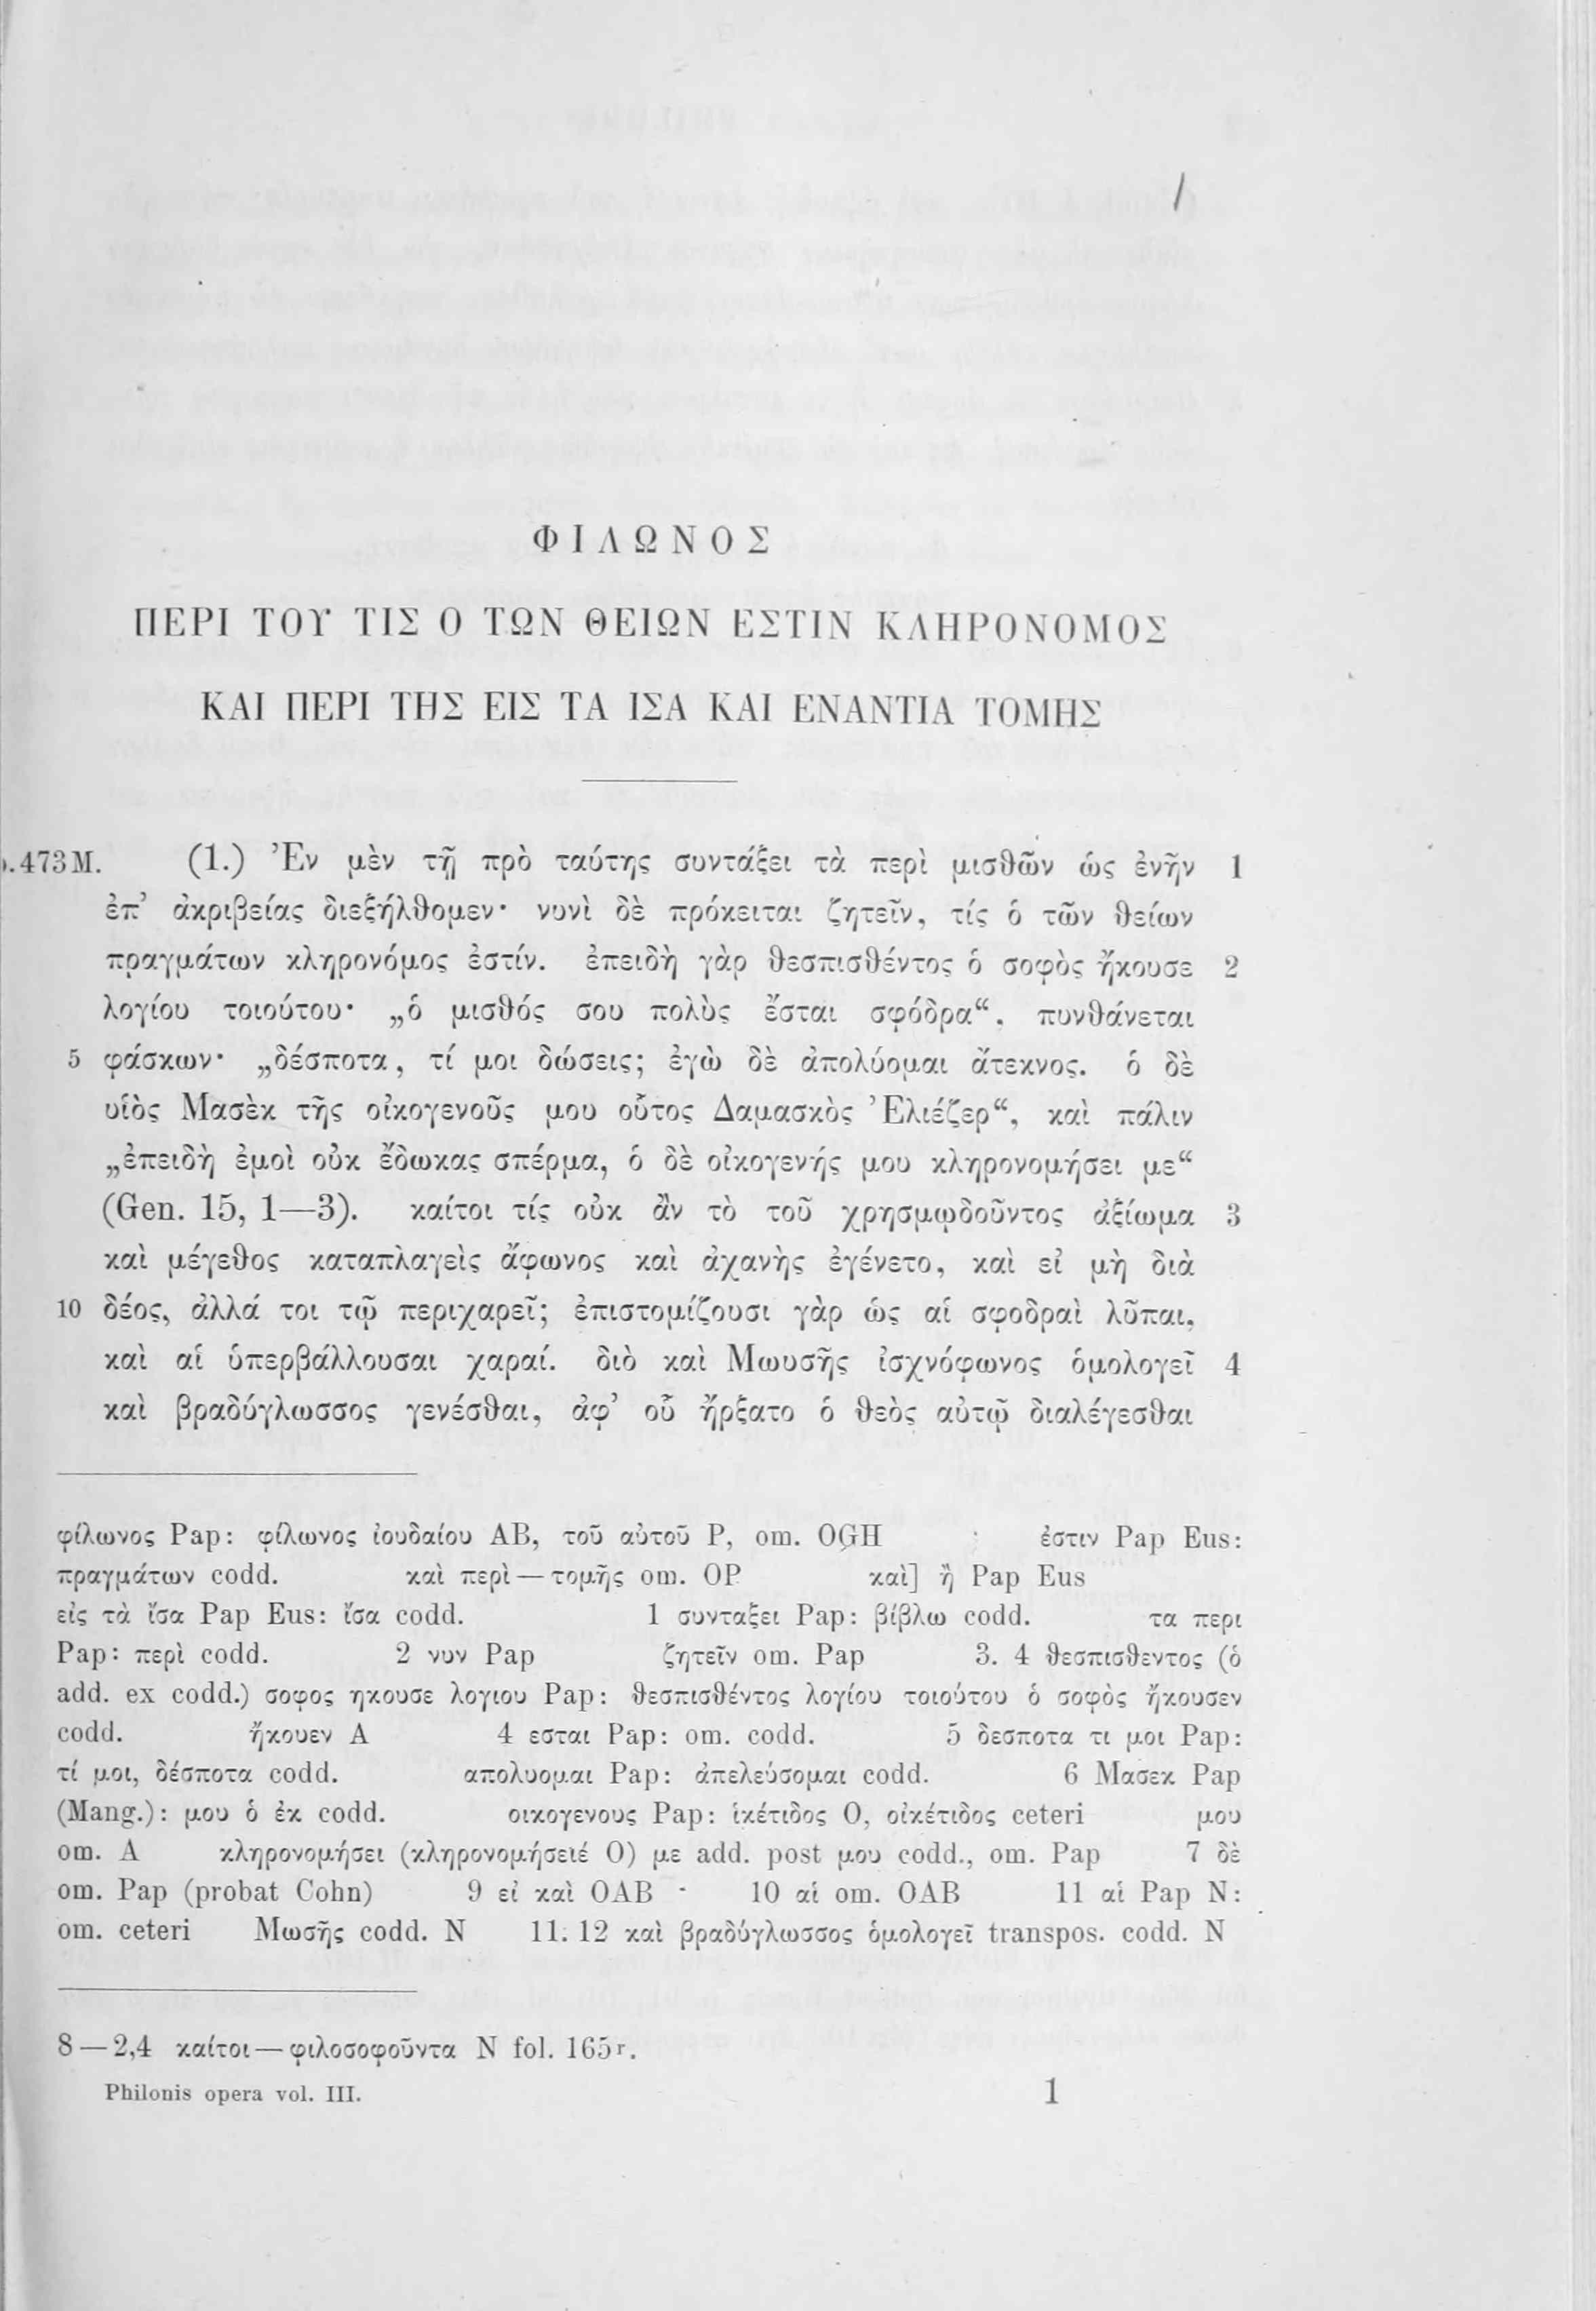 ΦΙΛΩΝΟΣ
ΠΕΡΙ ΤΟΥ ΤΙΣ Ο ΤΩΝ ΘΕΙΩΝ ΕΣΤΙΝ ΚΛΗΡΟΝΟΜΟΣ
ΚΑΙ ΠΕΡΙ ΤΗΣ ΕΙΣ ΤΑ ΙΣΑ ΚΑΙ ΕΝΑΝΤΙΑ ΤΟΜΗΣ
.473 M. (1.) Ἐν μὲν τῇ πρὸ ταύτης συντάξει τὰ περὶ μισθῶν ὡς ἐνῆν 1
ἐπ’ ἀκριβείας διεξήλθομεν· νυνὶ δὲ πρόκειται ζητεῖν, τίς ὁ τῶν θείων
πραγμάτων κληρονόμος ἐστίν. ἐπειδὴ γὰρ θεσπισθέντος ὁ σοφὸς ἤκουσε 2
λογίου τοιούτου· „ὁ μισθός σου πολὺς ἔσται σφόδρα“, πυνθάνεται
5 φάσκων· „δέσποτα, τί μοι δώσεις; ἐγὼ δὲ ἀπολύομαι ἄτεκνος. ὁ δὲ
υἱὸς Μασὲκ τῆς οἰκογενοῦς μου οὗτος Δαμασκὸς Ἐλιέζερ“, καὶ πάλιν
„ἐπειδὴ ἐμοὶ οὐκ ἔδωκας σπέρμα, ὁ δὲ οἰκογενής μου κληρονομήσει με“
(Gen. 15, 1—3). καίτοι τίς οὐκ ἂν τὸ τοῦ χρησμῳδοῦντος ἀξίωμα 3
καὶ μέγεθος καταπλαγεὶς ἄφωνος καὶ ἀχανὴς ἐγένετο, καὶ εἰ μὴ διὰ
10 δέος, ἀλλά τοι τῷ περιχαρεῖ; ἐπιστομίζουσι γὰρ ὡς αἱ σφοδραὶ λῦπαι,
καὶ αἱ ὑπερβάλλουσαι χαραί. διὸ καὶ Μωυσῆς ἰσχνόφωνος ὁμολογεῖ 4
καὶ βραδύγλωσσος γενέσθαι, ἀφ’ οὗ ἤρξατο ὁ θεὸς αὐτῷ διαλέγεσθαι
φίλωνος Pap: φίλωνος ἰουδαίου AB, τοῦ αὐτοῦ P, om. OGH ἐστιν Pap Eus:
πραγμάτων codd. καὶ περὶ — τομῆς om. OP καὶ] ἢ Pap Eus
εἰς τὰ ἴσα Pap Eus: ἴσα codd. 1 συνταξει Pap: βίβλω codd. τα περι
Pap: περὶ codd. 2 νυν Pap ζητεῖν om. Pap 3. 4 θεσπισθεντος (ὁ
add. ex codd.) σοφος ηκουσε λογιου Pap: θεσπισθέντος λογίου τοιούτου ὁ σοφὸς ἤκουσεν
codd. ἤκουεν A 4 εσται Pap: om. codd. 5 δεσποτα τι μοι Pap:
τί μοι, δέσποτα codd. απολυομαι Pap: ἀπελεύσομαι codd. 6 Μασεκ Pap
(Mang.): μου ὁ ἐκ codd. οικογενους Pap: ἱκέτιδος O, οἰκέτιδος ceteri μου
om. A κληρονομήσει (κληρονομήσειέ O) με add. post μου codd., om. Pap 7 δὲ
om. Pap (probat Cohn) 9 εἰ καὶ OAB 10 αἱ om. OAB 11 αἱ Pap N:
om. ceteri Μωσῆς codd. N 11. 12 καὶ βραδύγλωσσος ὁμολογεῖ transpos. codd. N
8 — 2,4 καίτοι — φιλοσοφοῦντα N fol. 165r.
Philonis opera vol. III. 1